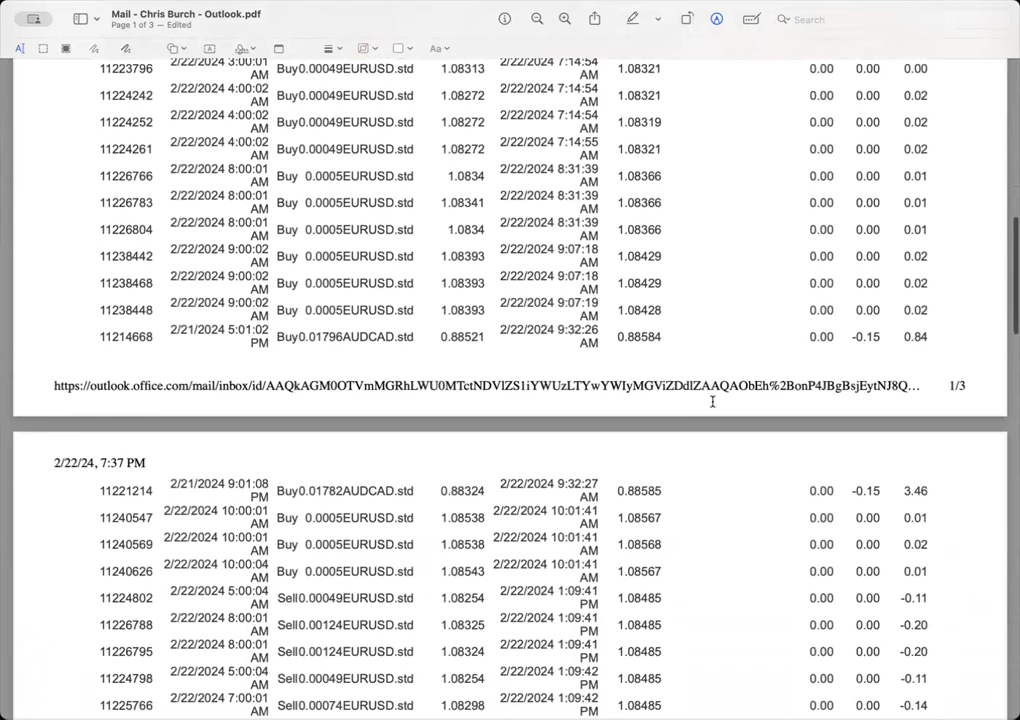 Mail - Chris Burch - Outlook.pdf
Page 1 of 3 — Edited
Search
Aa
11223796 2/22/2024 3:00:01 AM Buy0.00049EURUSD.std 1.08313 2/22/2024 7:14:54 AM 1.08321 0.00 0.00 0.00
11224242 2/22/2024 4:00:02 AM Buy0.00049EURUSD.std 1.08272 2/22/2024 7:14:54 AM 1.08321 0.00 0.00 0.02
11224252 2/22/2024 4:00:02 AM Buy0.00049EURUSD.std 1.08272 2/22/2024 7:14:54 AM 1.08319 0.00 0.00 0.02
11224261 2/22/2024 4:00:02 AM Buy0.00049EURUSD.std 1.08272 2/22/2024 7:14:55 AM 1.08321 0.00 0.00 0.02
11226766 2/22/2024 8:00:01 AM Buy 0.0005EURUSD.std 1.0834 2/22/2024 8:31:39 AM 1.08366 0.00 0.00 0.01
11226783 2/22/2024 8:00:01 AM Buy 0.0005EURUSD.std 1.08341 2/22/2024 8:31:39 AM 1.08366 0.00 0.00 0.01
11226804 2/22/2024 8:00:01 AM Buy 0.0005EURUSD.std 1.0834 2/22/2024 8:31:39 AM 1.08366 0.00 0.00 0.01
11238442 2/22/2024 9:00:02 AM Buy 0.0005EURUSD.std 1.08393 2/22/2024 9:07:18 AM 1.08429 0.00 0.00 0.02
11238468 2/22/2024 9:00:02 AM Buy 0.0005EURUSD.std 1.08393 2/22/2024 9:07:18 AM 1.08429 0.00 0.00 0.02
11238448 2/22/2024 9:00:02 AM Buy 0.0005EURUSD.std 1.08393 2/22/2024 9:07:19 AM 1.08428 0.00 0.00 0.02
11214668 2/21/2024 5:01:02 PM Buy0.01796AUDCAD.std 0.88521 2/22/2024 9:32:26 AM 0.88584 0.00 -0.15 0.84
https://outlook.office.com/mail/inbox/id/AAQkAGM0OTVmMGRhLWU0MTctNDVlZS1iYWUzLTYwYWIyMGViZDdlZAAQAObEh%2BonP4JBgBsjEytNJ8Q... 1/3
2/22/24, 7:37 PM
11221214 2/21/2024 9:01:08 PM Buy0.01782AUDCAD.std 0.88324 2/22/2024 9:32:27 AM 0.88585 0.00 -0.15 3.46
11240547 2/22/2024 10:00:01 AM Buy 0.0005EURUSD.std 1.08538 2/22/2024 10:01:41 AM 1.08567 0.00 0.00 0.01
11240569 2/22/2024 10:00:01 AM Buy 0.0005EURUSD.std 1.08538 2/22/2024 10:01:41 AM 1.08568 0.00 0.00 0.02
11240626 2/22/2024 10:00:04 AM Buy 0.0005EURUSD.std 1.08543 2/22/2024 10:01:41 AM 1.08567 0.00 0.00 0.01
11224802 2/22/2024 5:00:04 AM Sell0.00049EURUSD.std 1.08254 2/22/2024 1:09:41 PM 1.08485 0.00 0.00 -0.11
11226788 2/22/2024 8:00:01 AM Sell0.00124EURUSD.std 1.08325 2/22/2024 1:09:41 PM 1.08485 0.00 0.00 -0.20
11226795 2/22/2024 8:00:01 AM Sell0.00124EURUSD.std 1.08324 2/22/2024 1:09:41 PM 1.08485 0.00 0.00 -0.20
11224798 2/22/2024 5:00:04 AM Sell0.00049EURUSD.std 1.08254 2/22/2024 1:09:42 PM 1.08485 0.00 0.00 -0.11
11225766 2/22/2024 7:00:01 AM Sell0.00074EURUSD.std 1.08298 2/22/2024 1:09:42 PM 1.08485 0.00 0.00 -0.14